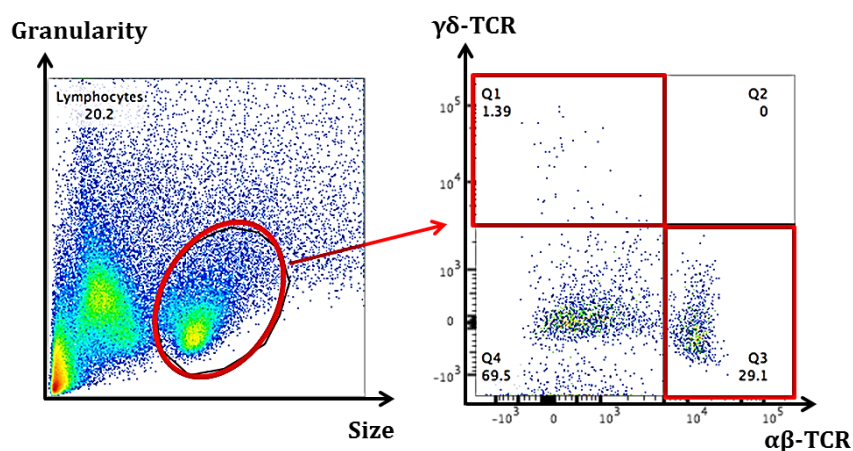 Granularity
Lymphocytes
20.2
Size
γδ-TCR
Q1
1.39
Q2
0
10⁵
10⁴
10³
0
-10³
Q4
69.5
Q3
29.1
-10³
0
10³
10⁴
10⁵
αβ-TCR